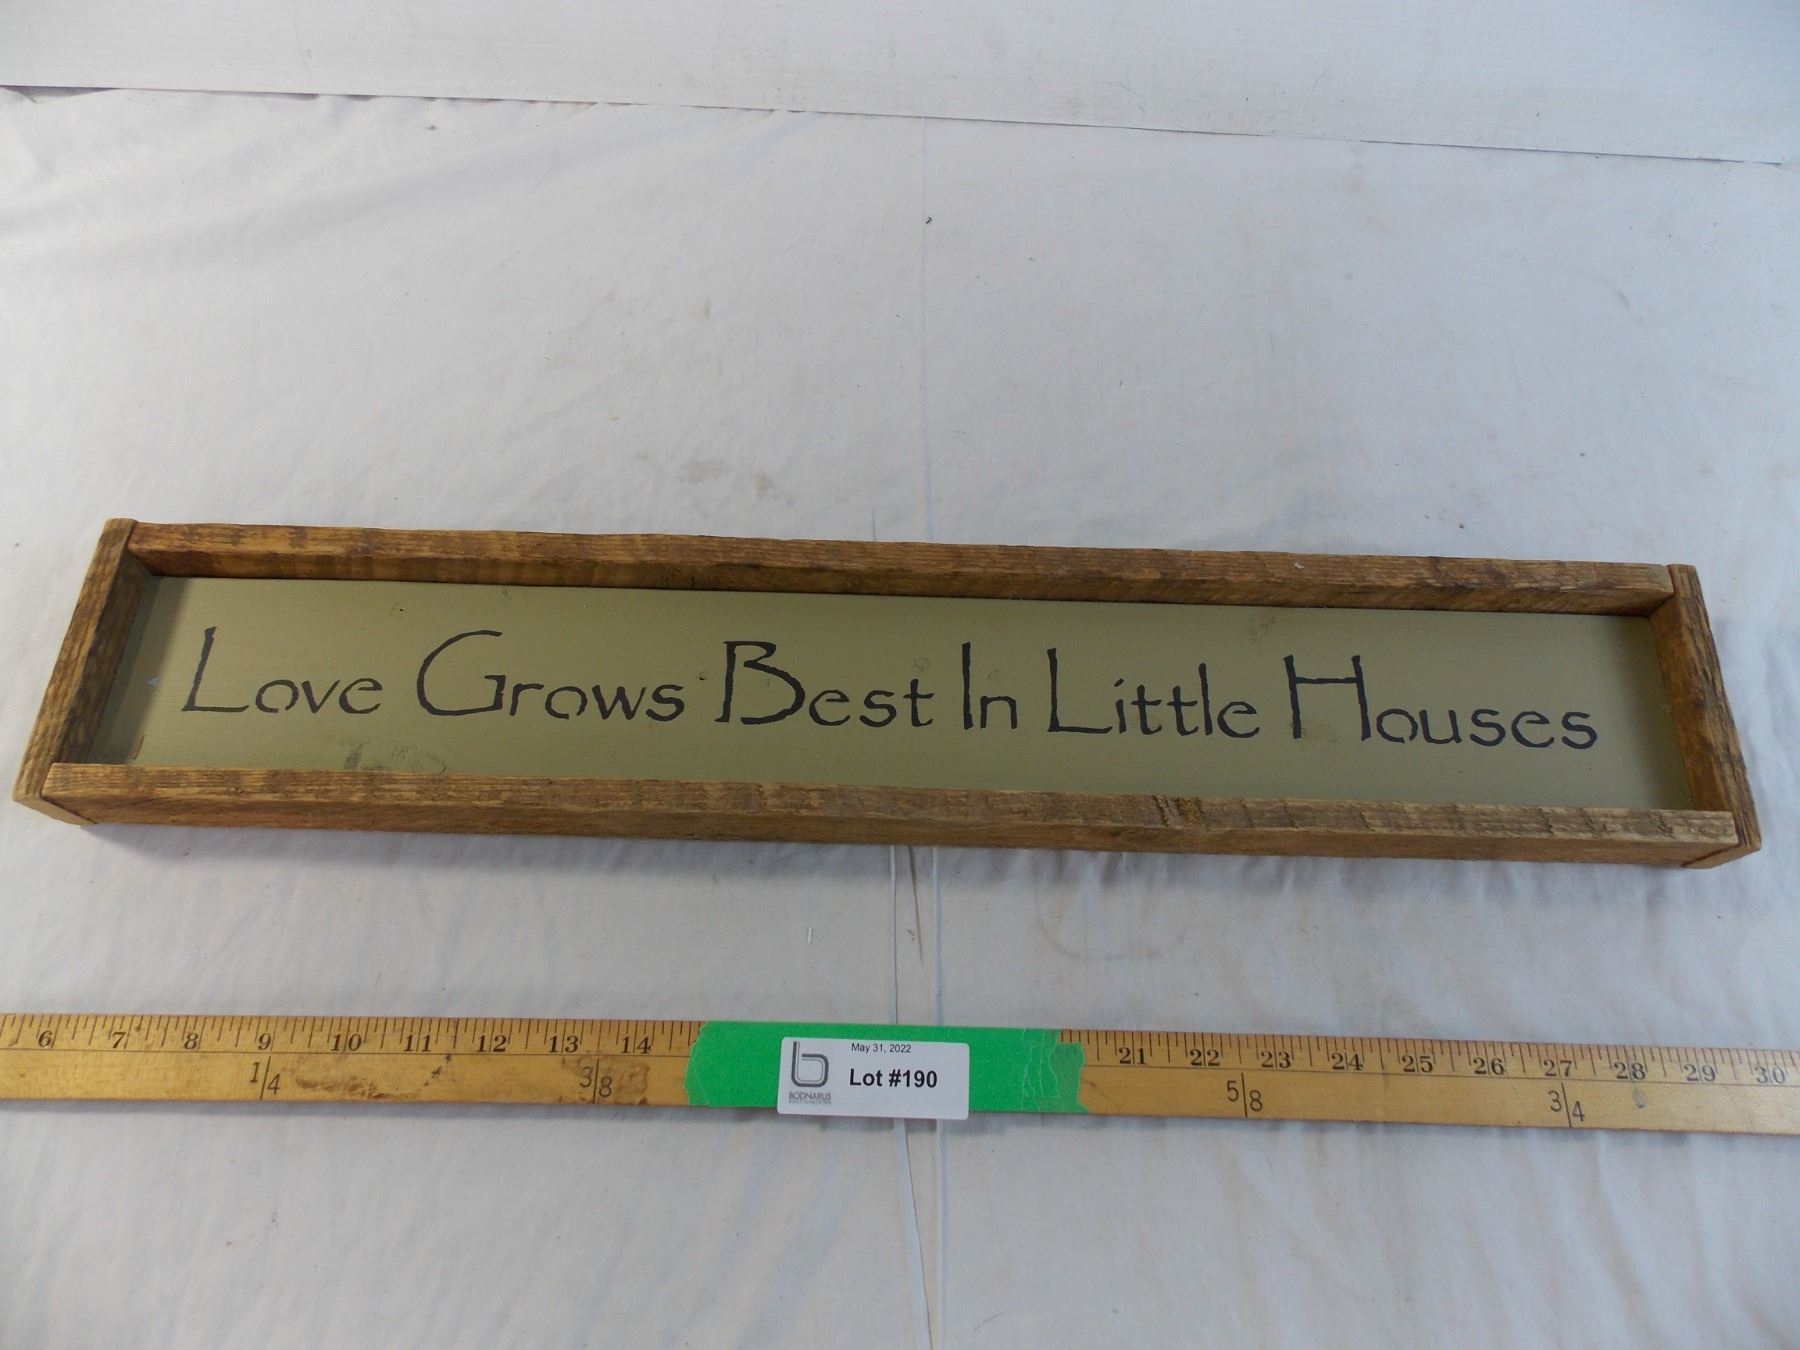 Love Grows Best In Little Houses
6 7 8 9 10 11 12 13 14 21 22 23 24 25 26 27 28 29 30
1/4 3/8 5/8 3/4
May 31, 2022
Lot #190
BODNARUS
AUCTIONEERING